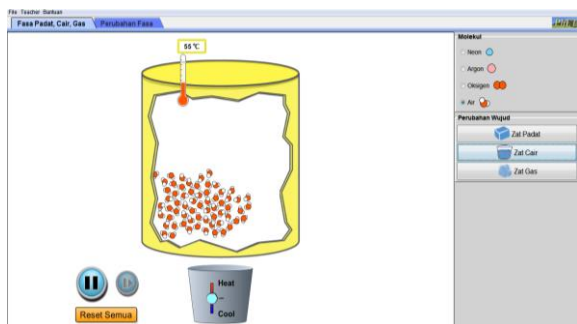 File Teacher Bantuan
Fasa Padat, Cair, Gas
Perubahan Fasa
55 °C
Molekul
Neon
Argon
Oksigen
Air
Perubahan Wujud
Zat Padat
Zat Cair
Zat Gas
Heat
Cool
Reset Semua